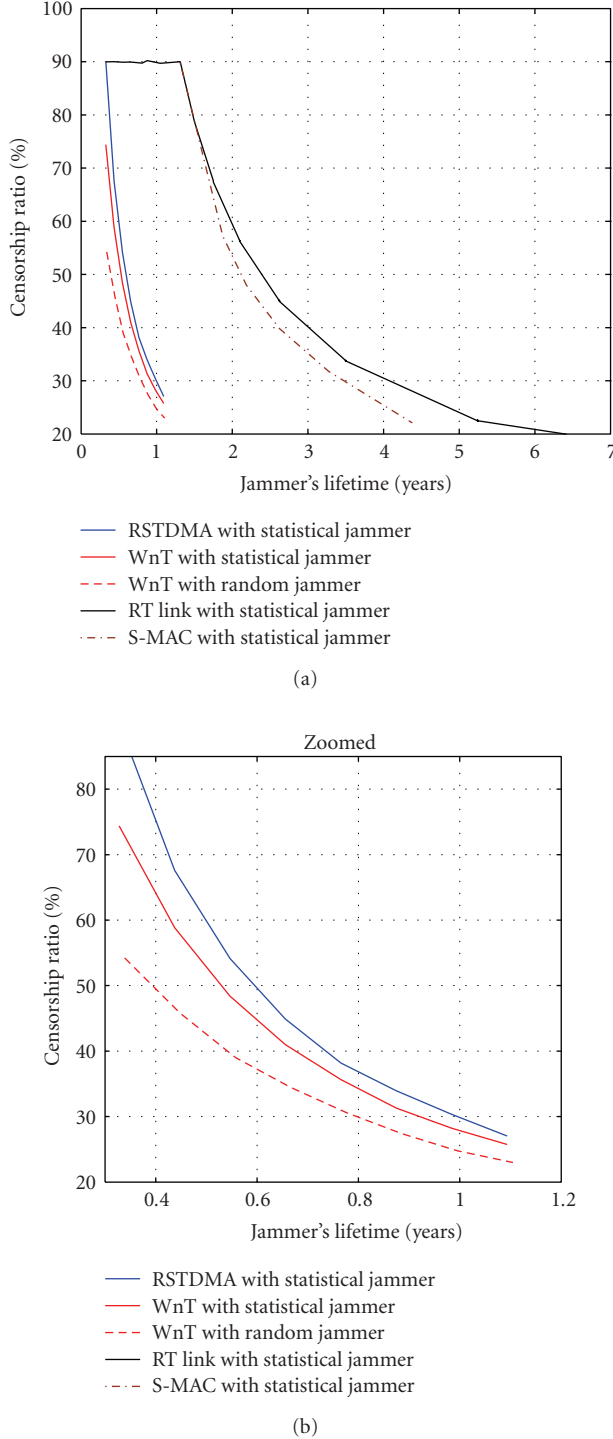 100
90
80
70
60
50
40
30
20
Censorship ratio (%)
0 1 2 3 4 5 6 7
Jammer's lifetime (years)
RSTDMA with statistical jammer
WnT with statistical jammer
WnT with random jammer
RT link with statistical jammer
S-MAC with statistical jammer
(a)
Zoomed
80
70
60
50
40
30
20
Censorship ratio (%)
0.4 0.6 0.8 1 1.2
Jammer's lifetime (years)
RSTDMA with statistical jammer
WnT with statistical jammer
WnT with random jammer
RT link with statistical jammer
S-MAC with statistical jammer
(b)